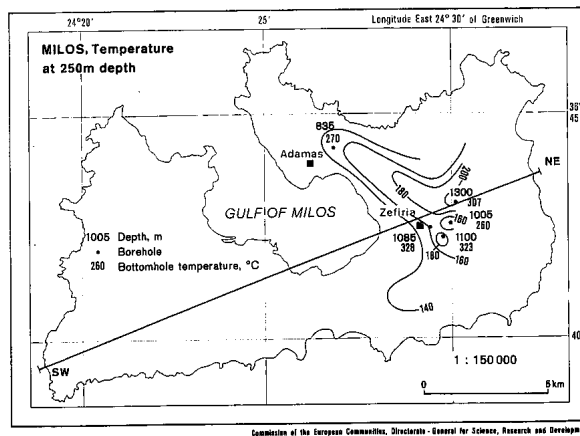 24°20'
25'
Longitude East 24°30' of Greenwich
MILOS, Temperature
at 250m depth
36°
45'
835
270
Adamas
NE
200
180
1300
307
Zefiria
160
1005
260
GULF OF MILOS
1085
328
1100
323
180
160
1005 Depth, m
• Borehole
260 Bottomhole temperature, °C
140
40'
SW
1 : 150 000
0
5 km
Commission of the European Communities, Directorate - General for Science, Research and Developm